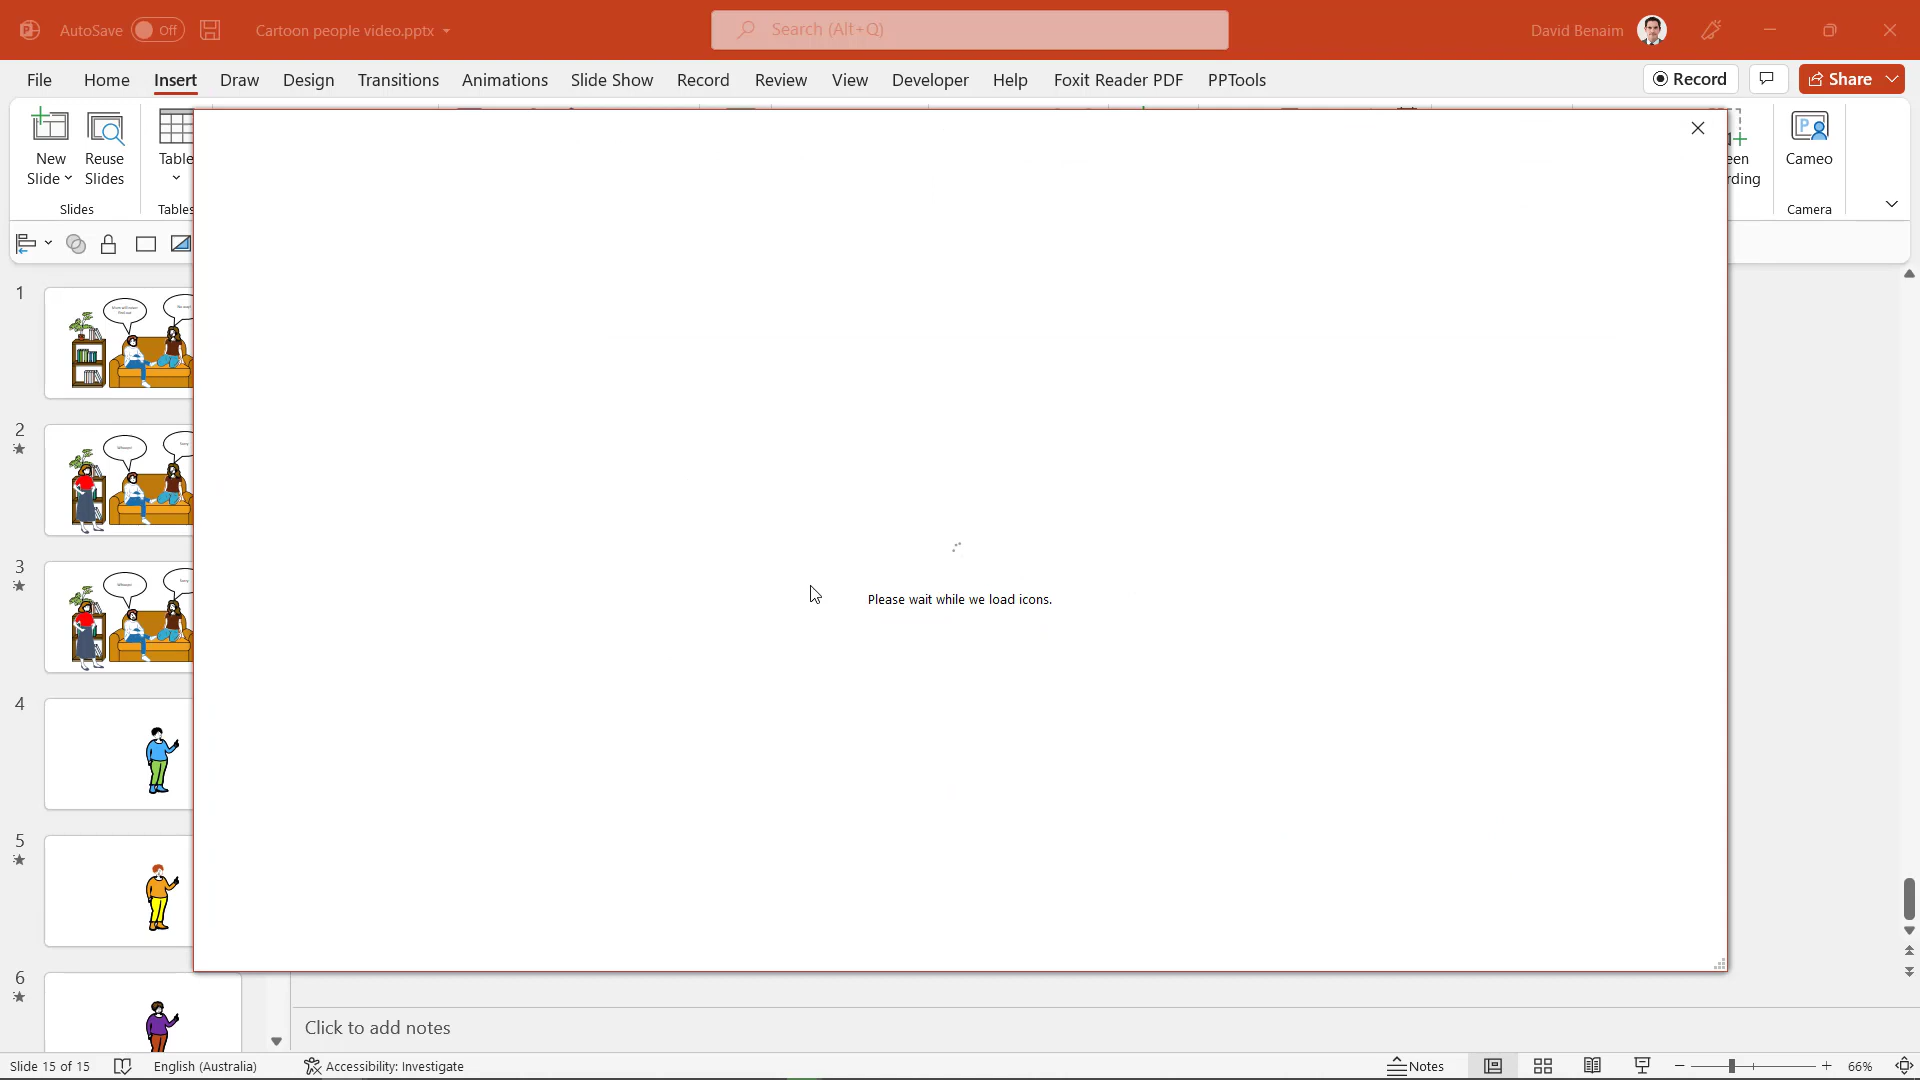 AutoSave Off Cartoon people video.pptx Search (Alt+Q) David Benaim
File Home Insert Draw Design Transitions Animations Slide Show Record Review View Developer Help Foxit Reader PDF PPTools Record Share
New Slide Reuse Slides Table een rding Cameo
Slides Tables Camera
1
2
3
4
5
6
Please wait while we load icons.
Click to add notes
Slide 15 of 15 English (Australia) Accessibility: Investigate Notes 66%